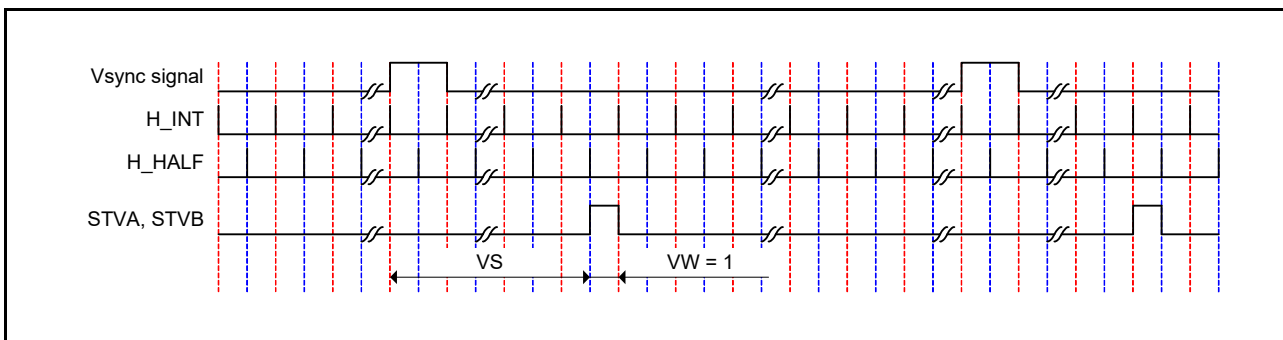 Vsync signal
H_INT
H_HALF
STVA, STVB
VS
VW = 1